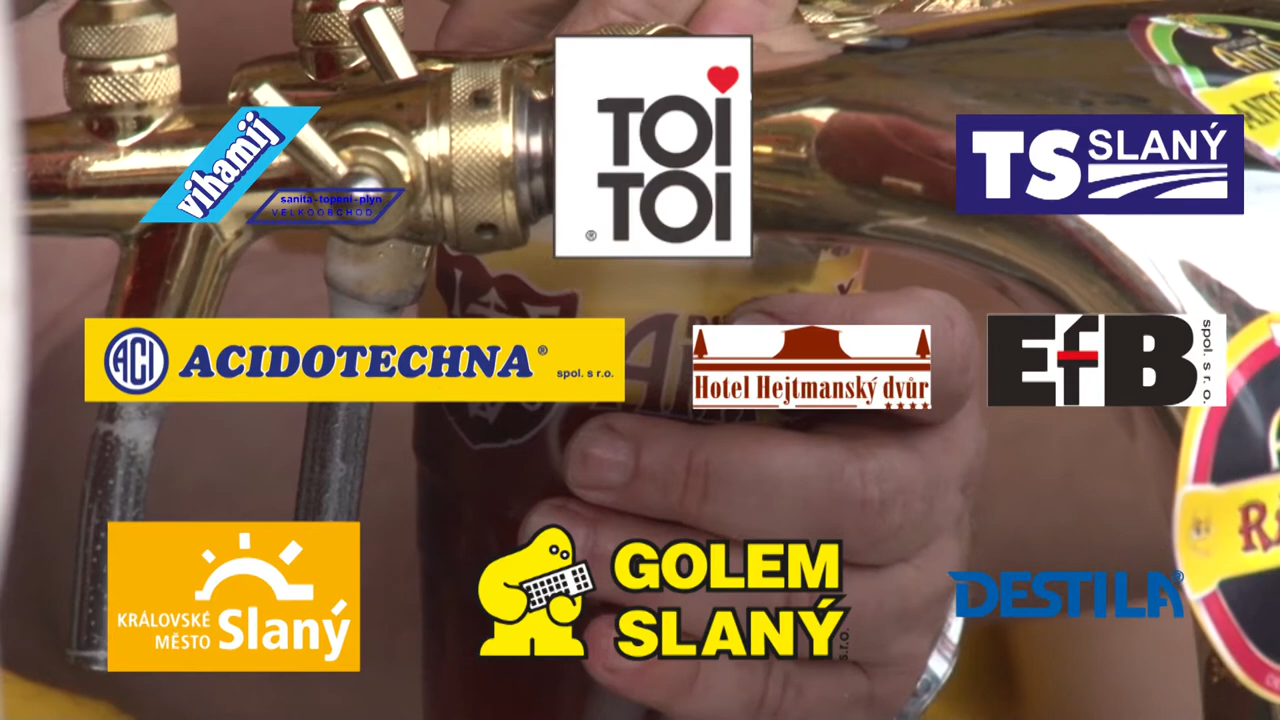 vihamij
sanita - topení - plyn
VELKOOBCHOD
TOI
TOI
®
TS SLANÝ
ACI ACIDOTECHNA® spol. s r.o.
Hotel Hejtmanský dvůr
EfB spol. s r.o.
KRÁLOVSKÉ
MĚSTO Slaný
GOLEM
SLANÝ s.r.o.
DESTILA®